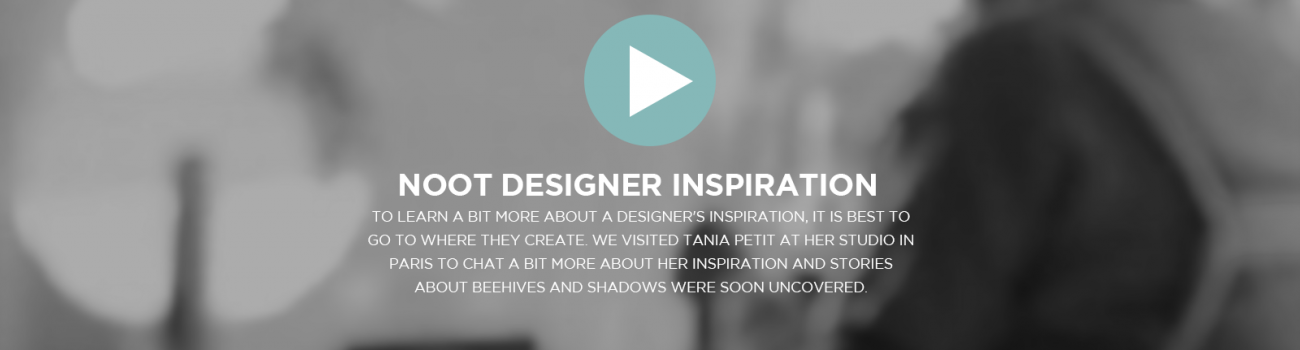 NOOT DESIGNER INSPIRATION
TO LEARN A BIT MORE ABOUT A DESIGNER'S INSPIRATION, IT IS BEST TO
GO TO WHERE THEY CREATE. WE VISITED TANIA PETIT AT HER STUDIO IN
PARIS TO CHAT A BIT MORE ABOUT HER INSPIRATION AND STORIES
ABOUT BEEHIVES AND SHADOWS WERE SOON UNCOVERED.